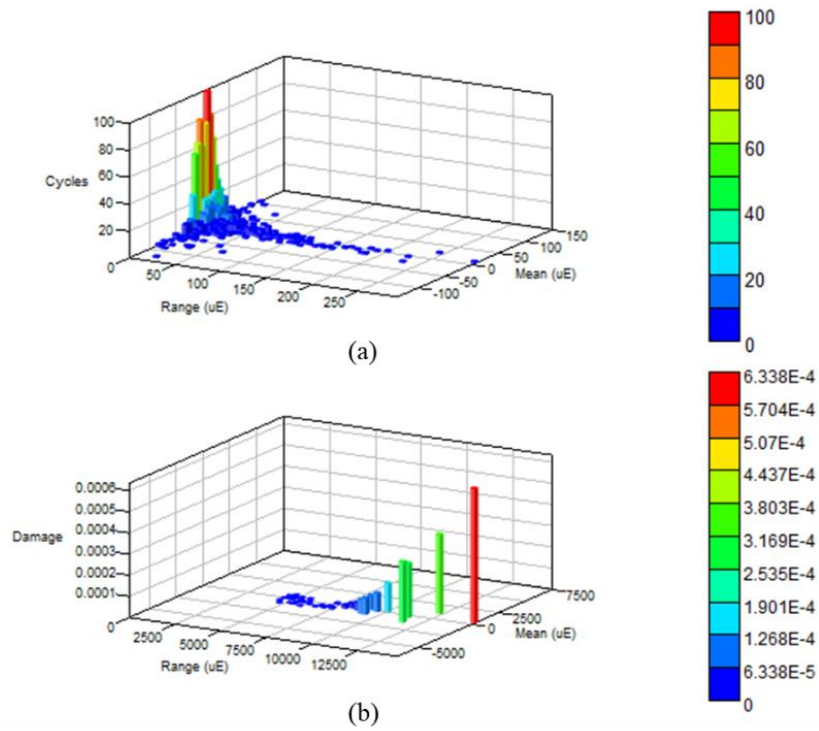 100
80
60
40
20
0
Cycles
100
80
60
40
20
0
50
100
150
200
250
Range (uE)
-100
-50
0
50
100
150
Mean (uE)
(a)
6.338E-4
5.704E-4
5.07E-4
4.437E-4
3.803E-4
3.169E-4
2.535E-4
1.901E-4
1.268E-4
6.338E-5
0
Damage
0.0006
0.0005
0.0004
0.0003
0.0002
0.0001
0
2500
5000
7500
10000
12500
Range (uE)
-5000
0
2500
7500
Mean (uE)
(b)